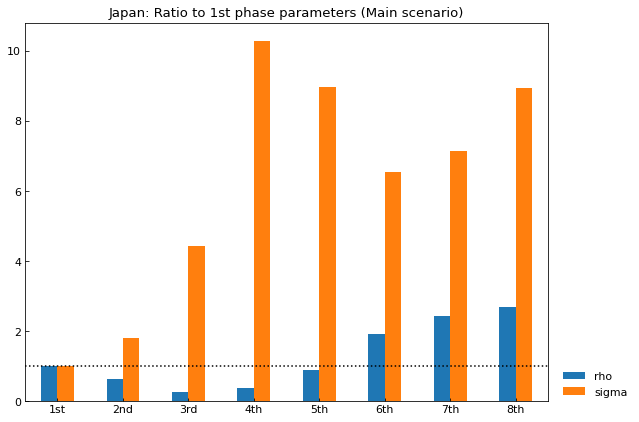 Japan: Ratio to 1st phase parameters (Main scenario)
10
8
6
4
2
0
1st 2nd 3rd 4th 5th 6th 7th 8th
rho
sigma